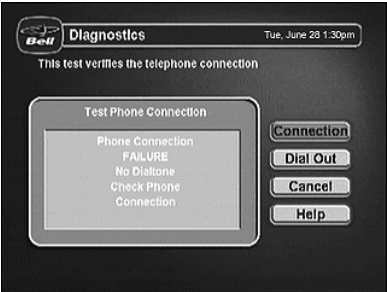 Bell
Diagnostics
Tue, June 28 1:30pm
This test verifies the telephone connection
Test Phone Connection
Phone Connection
FAILURE
No Dialtone
Check Phone
Connection
Connection
Dial Out
Cancel
Help